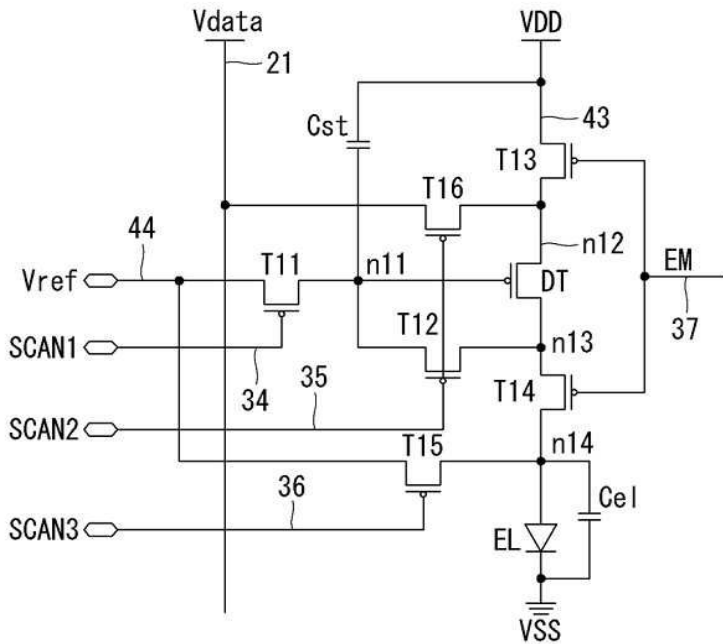 Vdata
VDD
21
43
Cst
T13
T16
44
n12
EM
T11
n11
Vref
DT
37
T12
SCAN1
n13
34
35
T14
SCAN2
n14
T15
36
Cel
SCAN3
EL
VSS